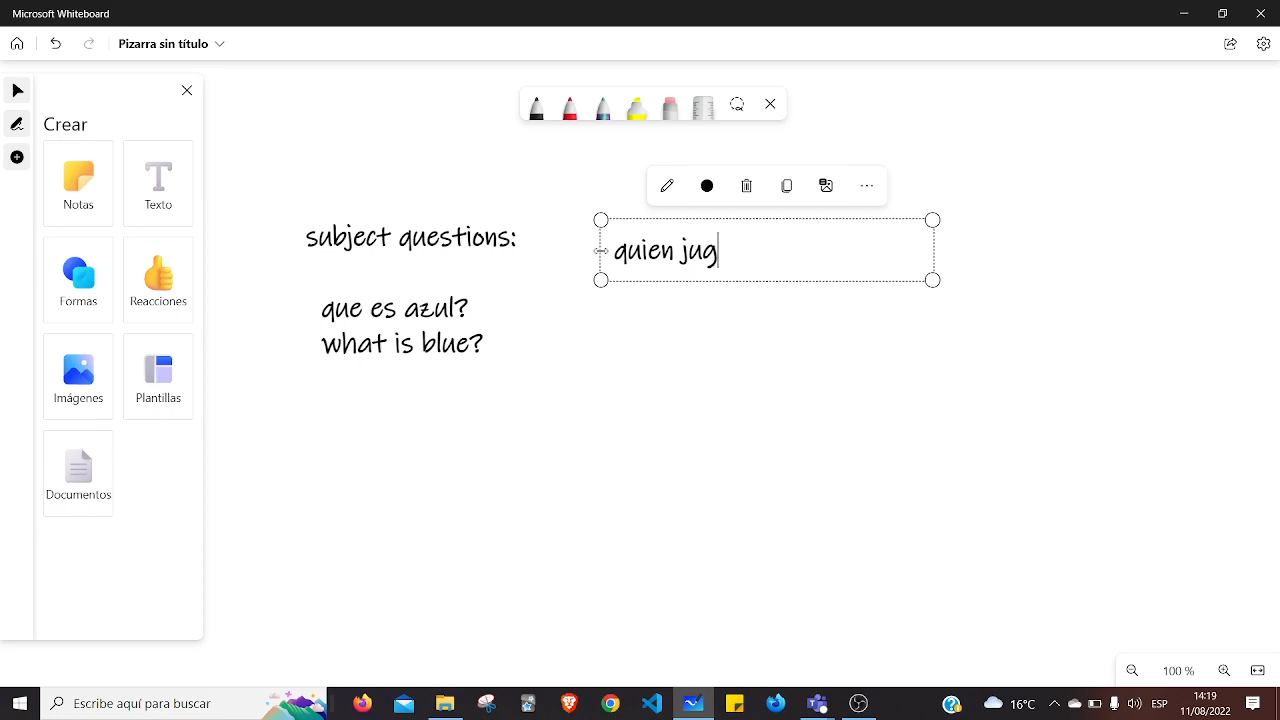 Microsoft Whiteboard
Pizarra sin título
Crear
Notas
Texto
Formas
Reacciones
Imágenes
Plantillas
Documentos
subject questions:
que es azul?
what is blue?
quien jug
100 %
Escribe aquí para buscar
16°C
ESP
14:19
11/08/2022